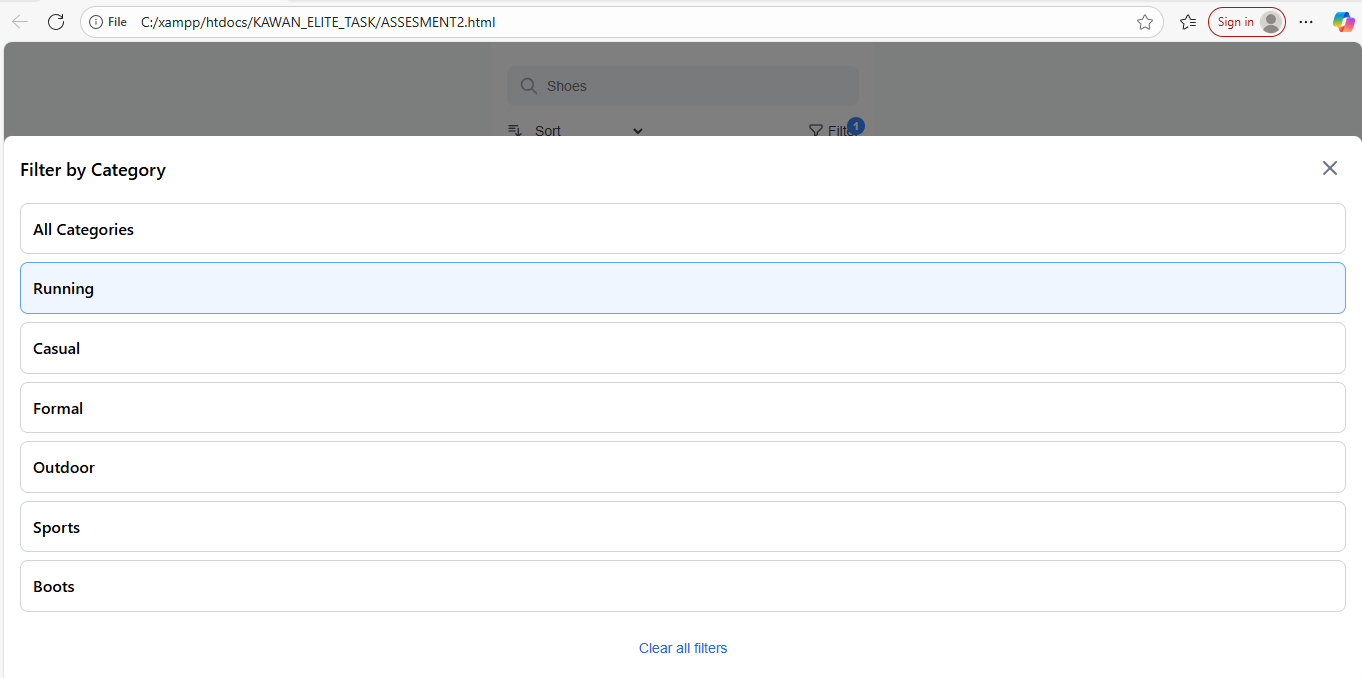 File C:/xampp/htdocs/KAWAN_ELITE_TASK/ASSESMENT2.html Sign in
Shoes
Sort Filter 1
Filter by Category
All Categories
Running
Casual
Formal
Outdoor
Sports
Boots
Clear all filters